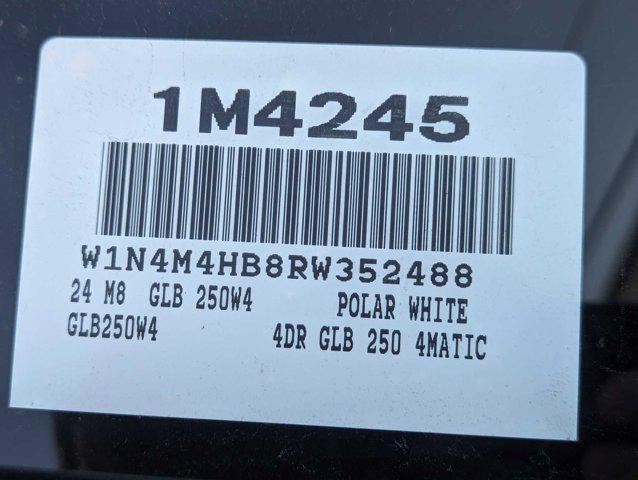 1M4245
W1N4M4HB8RW352488
24 M8 GLB 250W4 POLAR WHITE
GLB250W4 4DR GLB 250 4MATIC